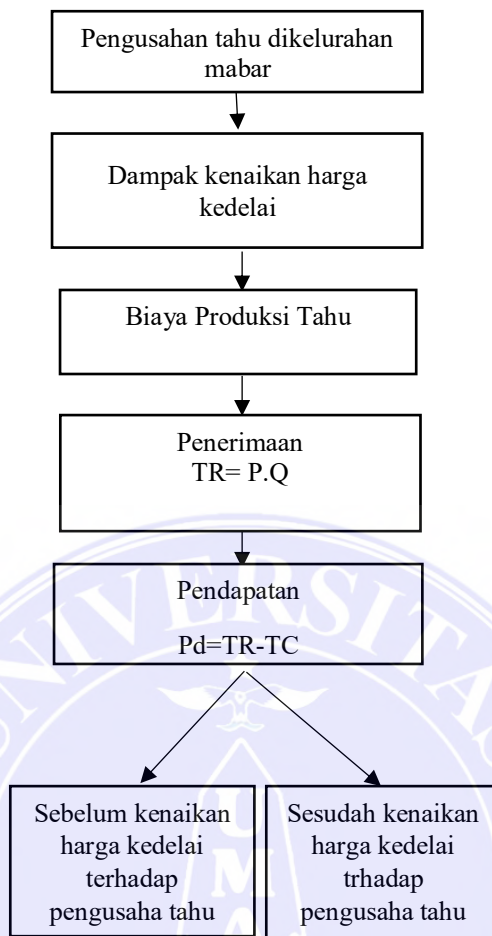 Pengusahan tahu dikelurahan
mabar
Dampak kenaikan harga
kedelai
Biaya Produksi Tahu
Penerimaan
TR= P.Q
Pendapatan
Pd=TR-TC
UNIVERSITAS
Sebelum kenaikan
harga kedelai
terhadap
pengusaha tahu
Sesudah kenaikan
harga kedelai
trhadap
pengusaha tahu
U
M
A